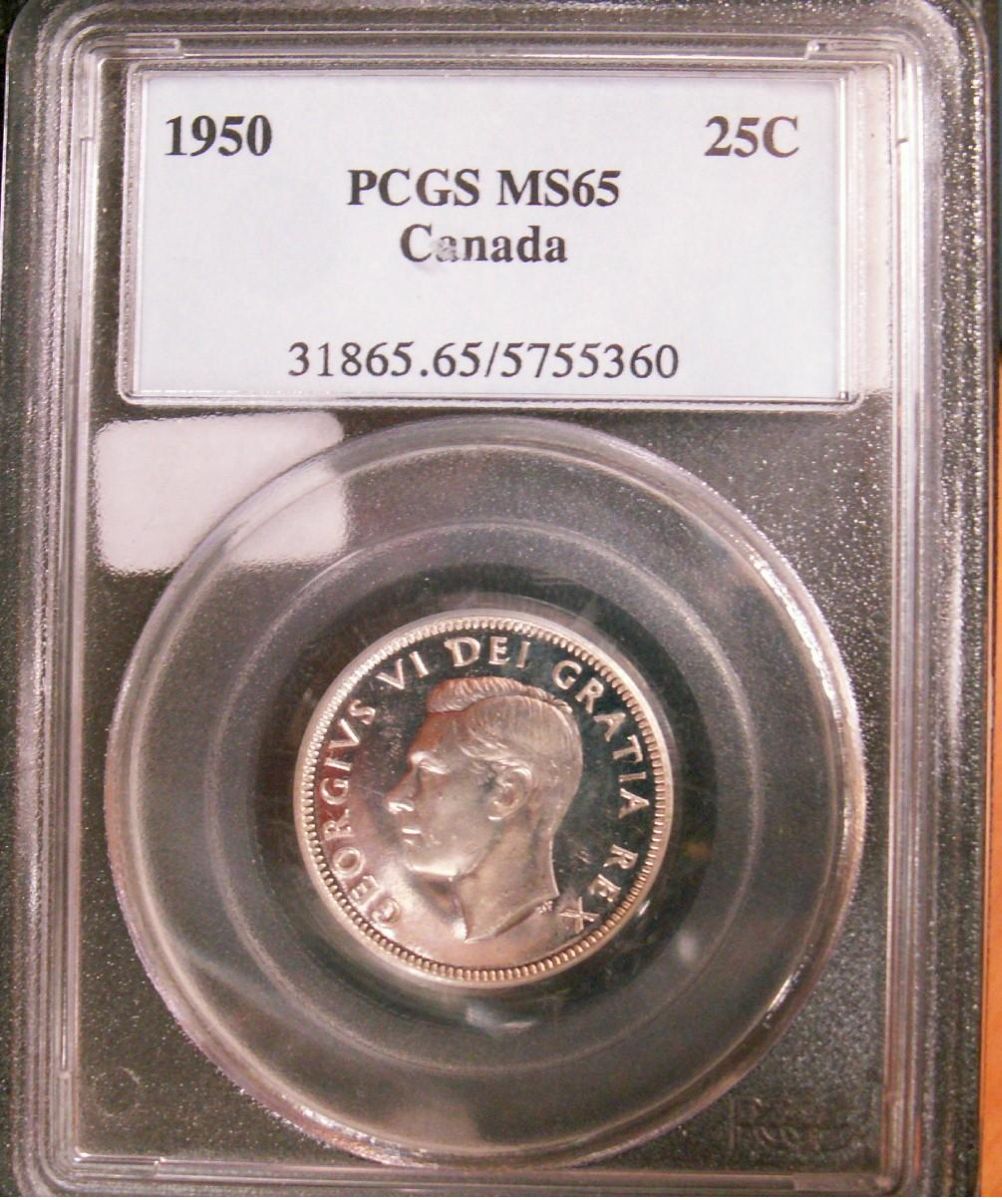 1950 25C
PCGS MS65
Canada
31865.65/5755360
GEORGIVS VI DEI GRATIA REX